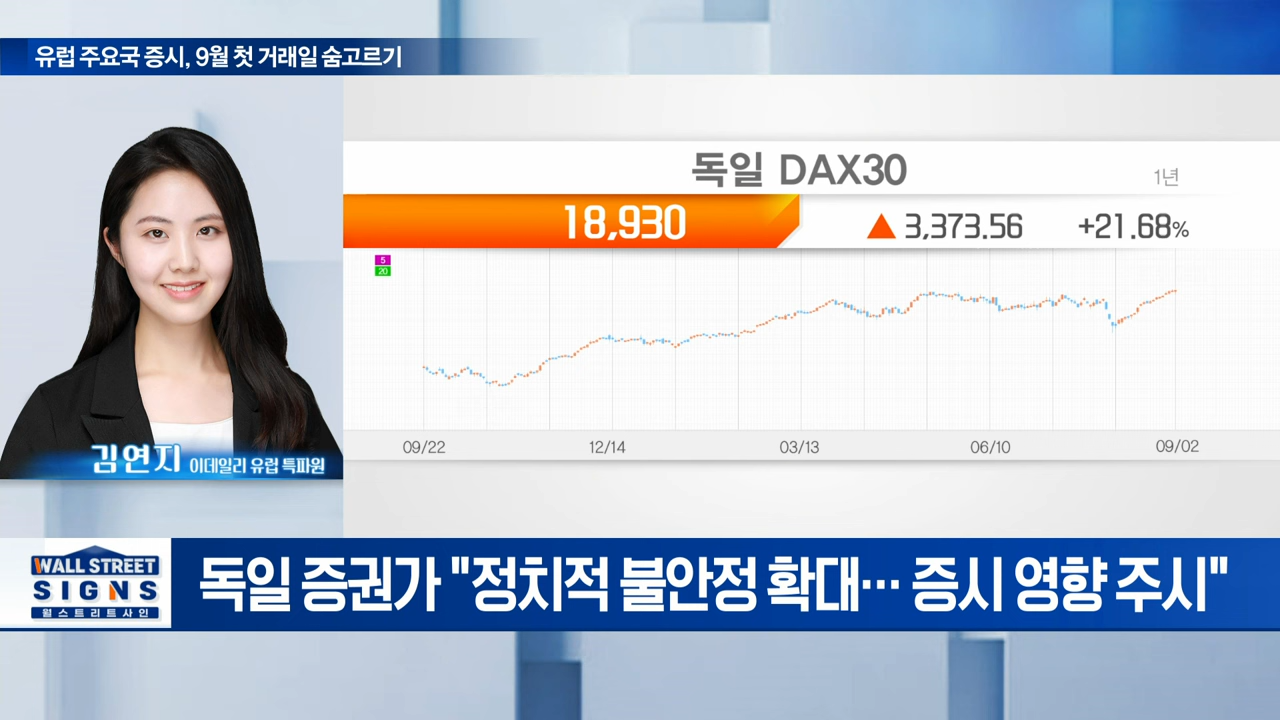 유럽 주요국 증시, 9월 첫 거래일 숨고르기
독일 DAX30
1년
18,930
▲ 3,373.56 +21.68%
5
20
09/22 12/14 03/13 06/10 09/02
김연지 이데일리 유럽 특파원
WALL STREET
SIGNS
월스트리트사인
독일 증권가 "정치적 불안정 확대… 증시 영향 주시"